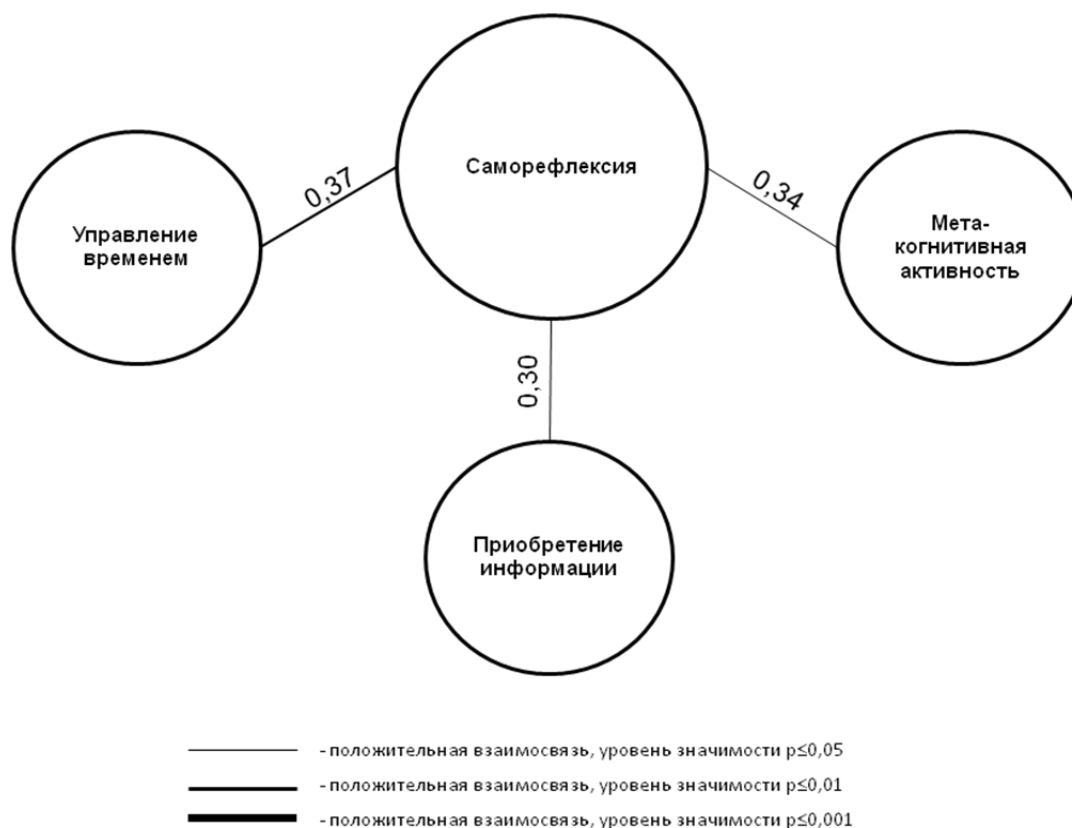 Саморефлексия
0,37
0,34
Управление
временем
Мета-
когнитивная
активность
0,30
Приобретение
информации
- положительная взаимосвязь, уровень значимости p≤0,05
- положительная взаимосвязь, уровень значимости p≤0,01
- положительная взаимосвязь, уровень значимости p≤0,001